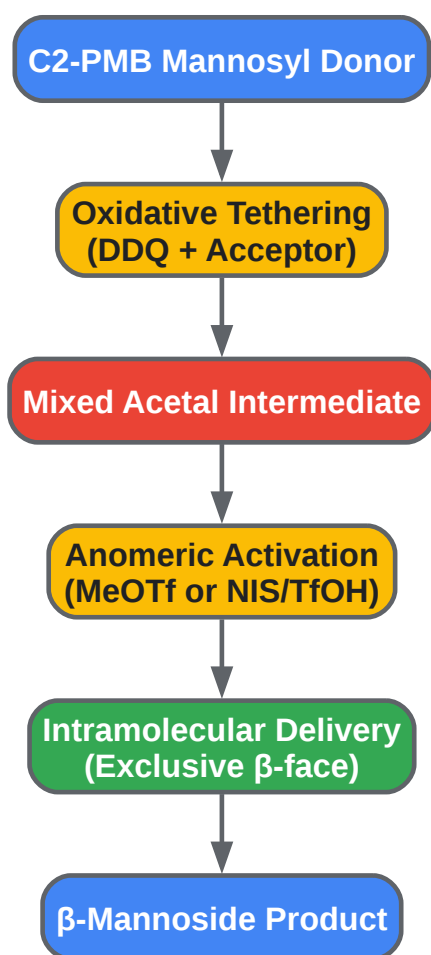 C2-PMB Mannosyl Donor
Oxidative Tethering
(DDQ + Acceptor)
Mixed Acetal Intermediate
Anomeric Activation
(MeOTf or NIS/TfOH)
Intramolecular Delivery
(Exclusive β-face)
β-Mannoside Product